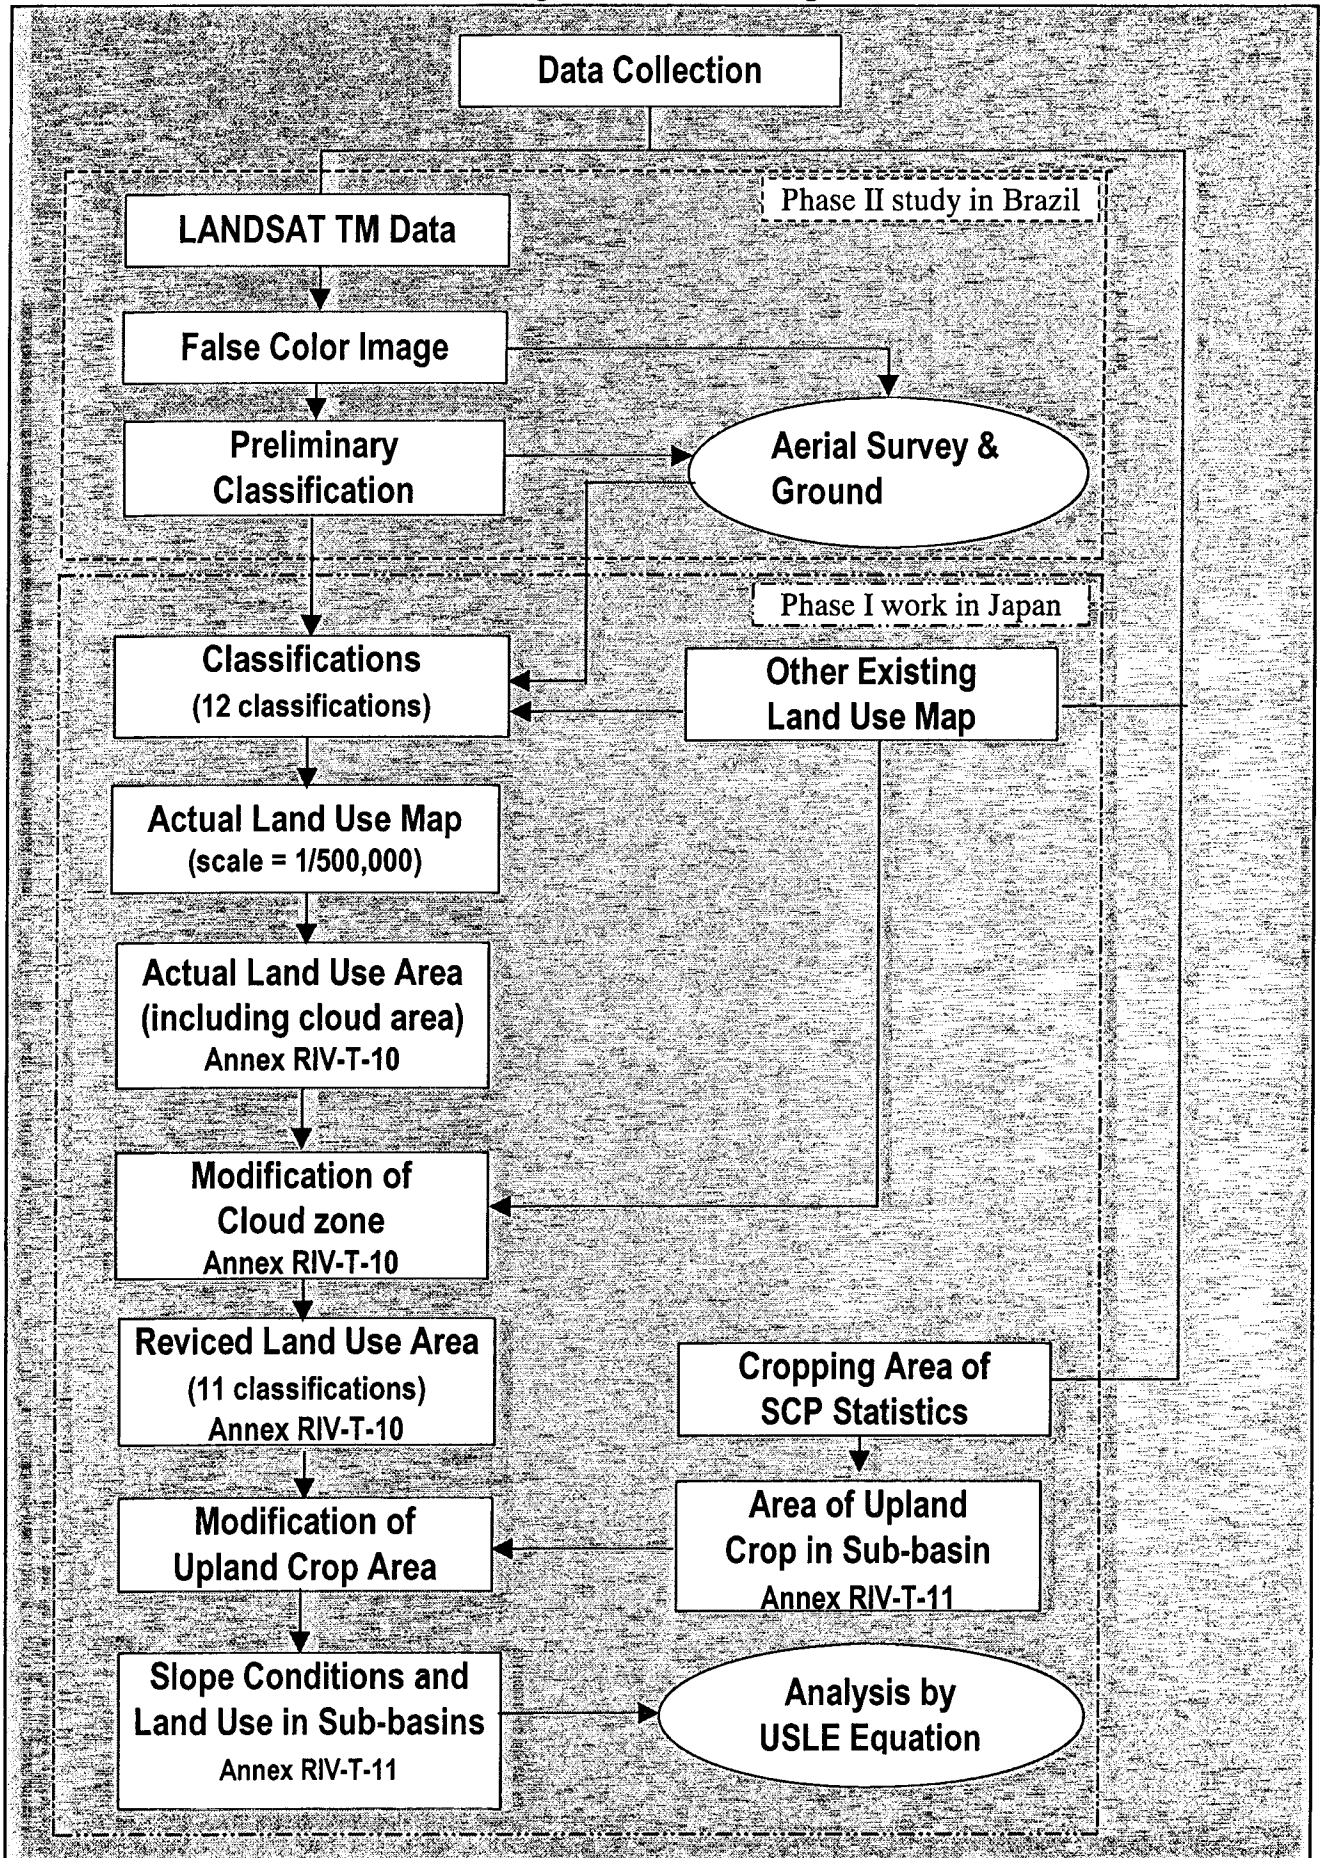 Data Collection
Phase II study in Brazil
LANDSAT TM Data
False Color Image
Preliminary
Classification
Aerial Survey &
Ground
Phase I work in Japan
Classifications
(12 classifications)
Other Existing
Land Use Map
Actual Land Use Map
(scale = 1/500,000)
Actual Land Use Area
(including cloud area)
Annex RIV-T-10
Modification of
Cloud zone
Annex RIV-T-10
Reviced Land Use Area
(11 classifications)
Annex RIV-T-10
Cropping Area of
SCP Statistics
Modification of
Upland Crop Area
Area of Upland
Crop in Sub-basin
Annex RIV-T-11
Slope Conditions and
Land Use in Sub-basins
Annex RIV-T-11
Analysis by
USLE Equation